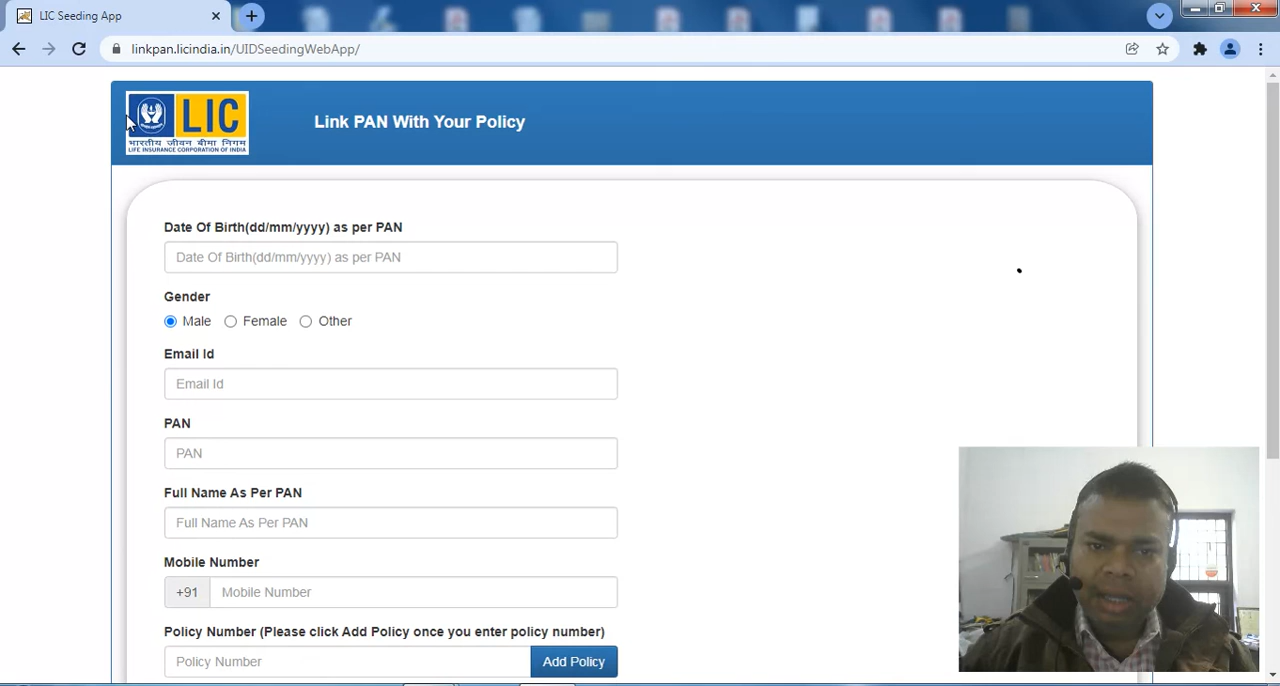 LIC Seeding App
linkpan.licindia.in/UIDSeedingWebApp/
LIC
भारतीय जीवन बीमा निगम
LIFE INSURANCE CORPORATION OF INDIA
Link PAN With Your Policy
Date Of Birth(dd/mm/yyyy) as per PAN
Date Of Birth(dd/mm/yyyy) as per PAN
Gender
Male Female Other
Email Id
Email Id
PAN
PAN
Full Name As Per PAN
Full Name As Per PAN
Mobile Number
+91 Mobile Number
Policy Number (Please click Add Policy once you enter policy number)
Policy Number Add Policy